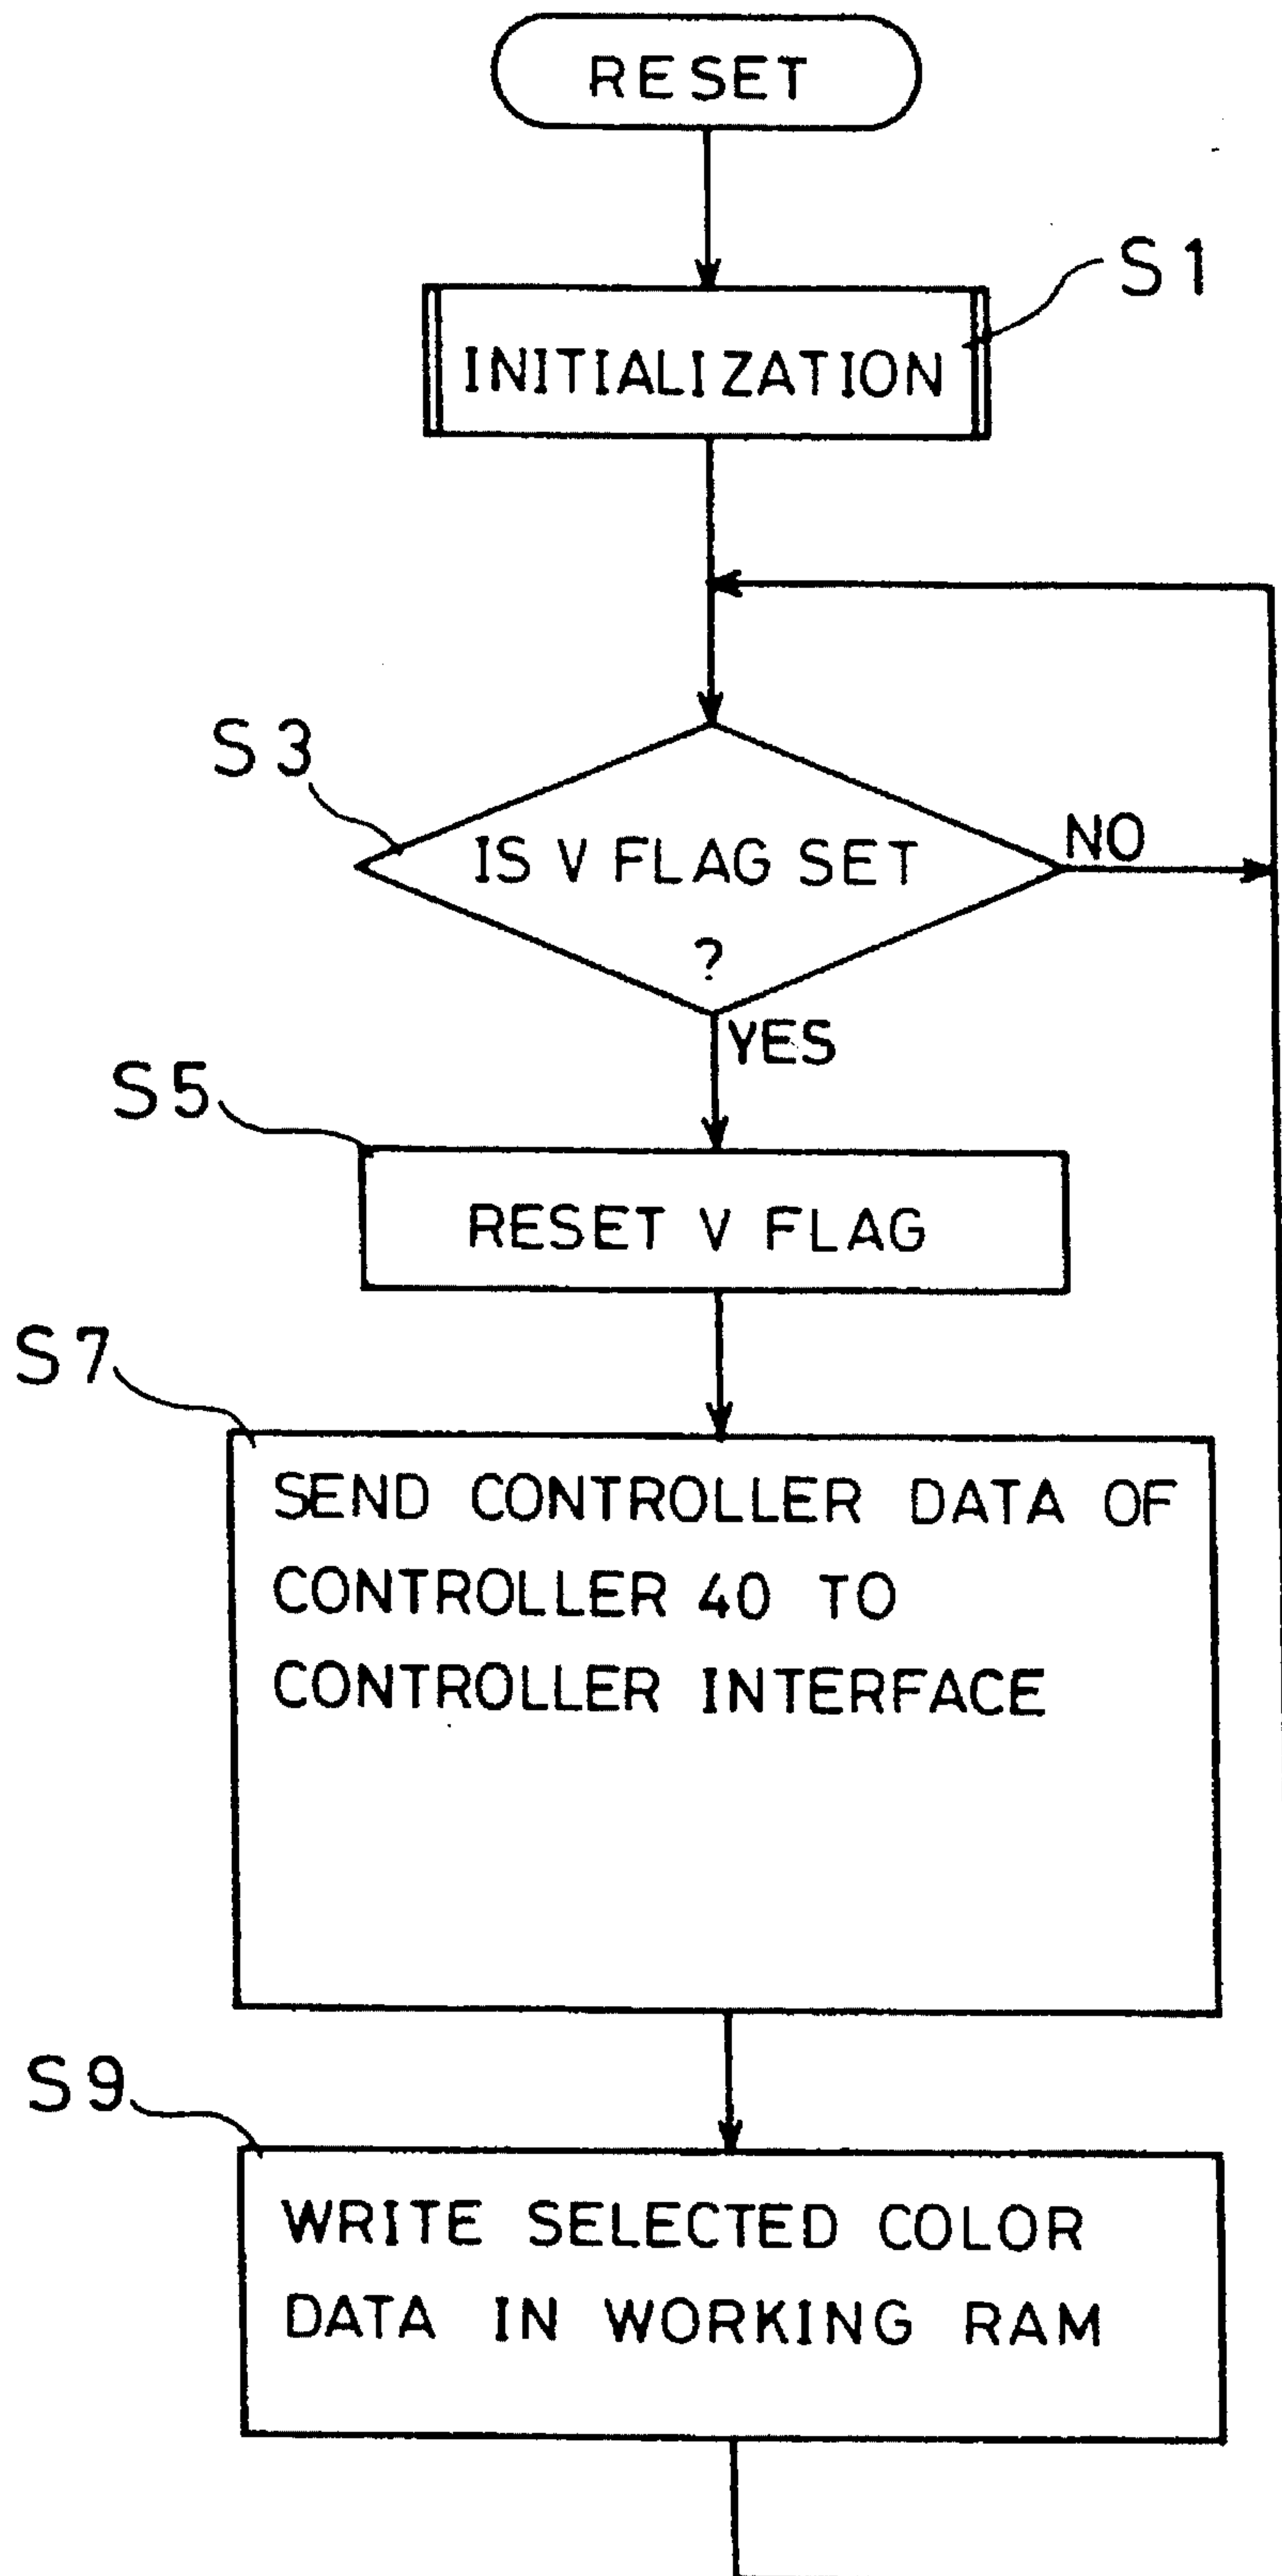 RESET
S1
INITIALIZATION
S3
IS V FLAG SET
?
NO
YES
S5
RESET V FLAG
S7
SEND CONTROLLER DATA OF
CONTROLLER 40 TO
CONTROLLER INTERFACE
S9
WRITE SELECTED COLOR
DATA IN WORKING RAM